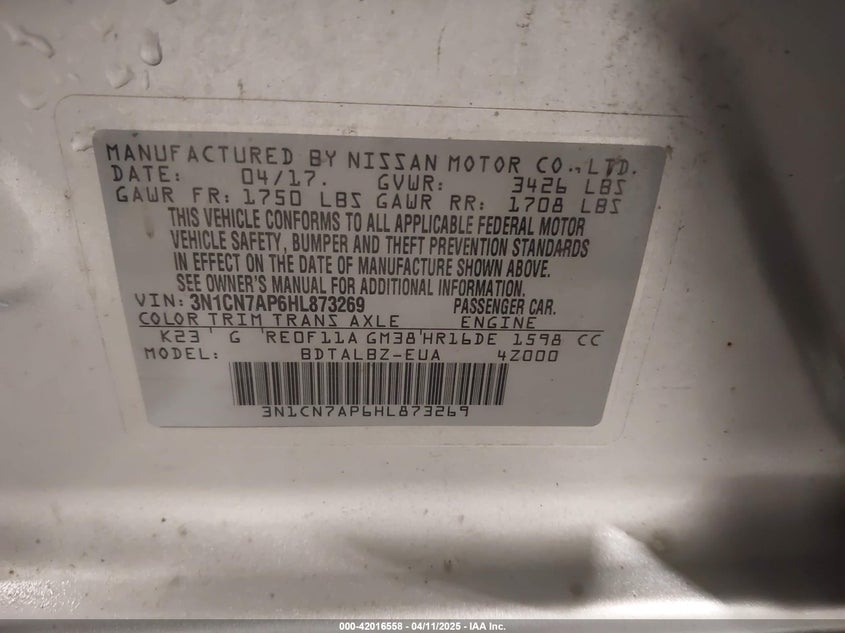 MANUFACTURED BY NISSAN MOTOR CO., LTD.
DATE: 04/17. GVWR: 3426 LBS
GAWR FR: 1750 LBS GAWR RR: 1708 LBS
THIS VEHICLE CONFORMS TO ALL APPLICABLE FEDERAL MOTOR
VEHICLE SAFETY, BUMPER AND THEFT PREVENTION STANDARDS
IN EFFECT ON THE DATE OF MANUFACTURE SHOWN ABOVE.
SEE OWNER'S MANUAL FOR ADDITIONAL INFORMATION.
VIN: 3N1CN7AP6HL873269 PASSENGER CAR.
COLOR TRIM TRANS AXLE ENGINE
K23 G RE0F11A GM38 HR16DE 1598 CC
MODEL: BDTALBZ-EUA 4Z000
3N1CN7AP6HL873269
000-42016558 - 04/11/2025 - IAA Inc.